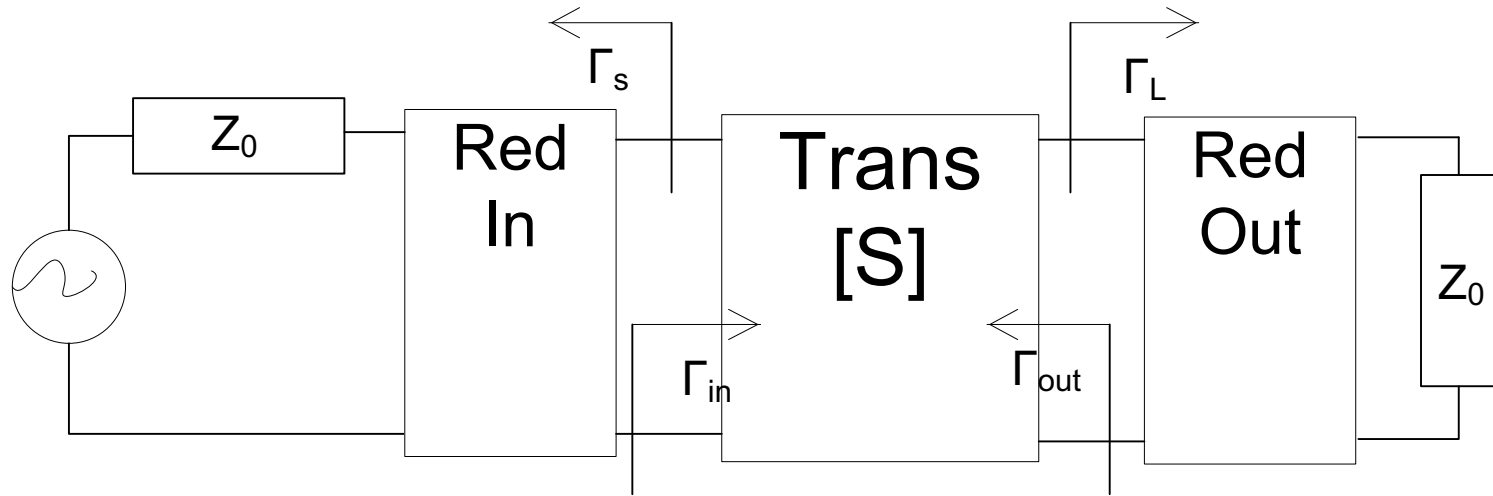 Γs
ΓL
Z0
Red
In
Trans
[S]
Red
Out
Z0
Γin
Γout